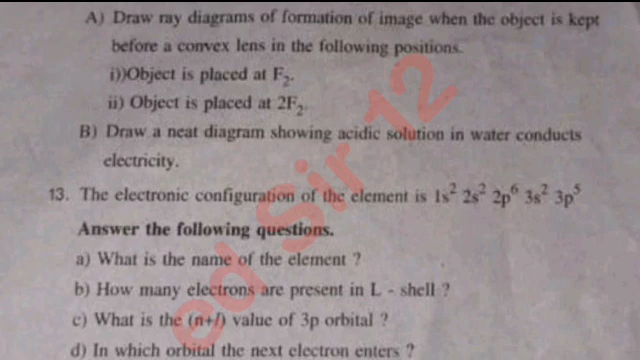 A) Draw ray diagrams of formation of image when the object is kept
before a convex lens in the following positions.
i))Object is placed at F₂.
ii) Object is placed at 2F₂.
B) Draw a neat diagram showing acidic solution in water conducts
electricity.
13. The electronic configuration of the element is 1s² 2s² 2p⁶ 3s² 3p⁵
Answer the following questions.
a) What is the name of the element ?
b) How many electrons are present in L - shell ?
c) What is the (n+l) value of 3p orbital ?
d) In which orbital the next electron enters ?
ed Sir 12